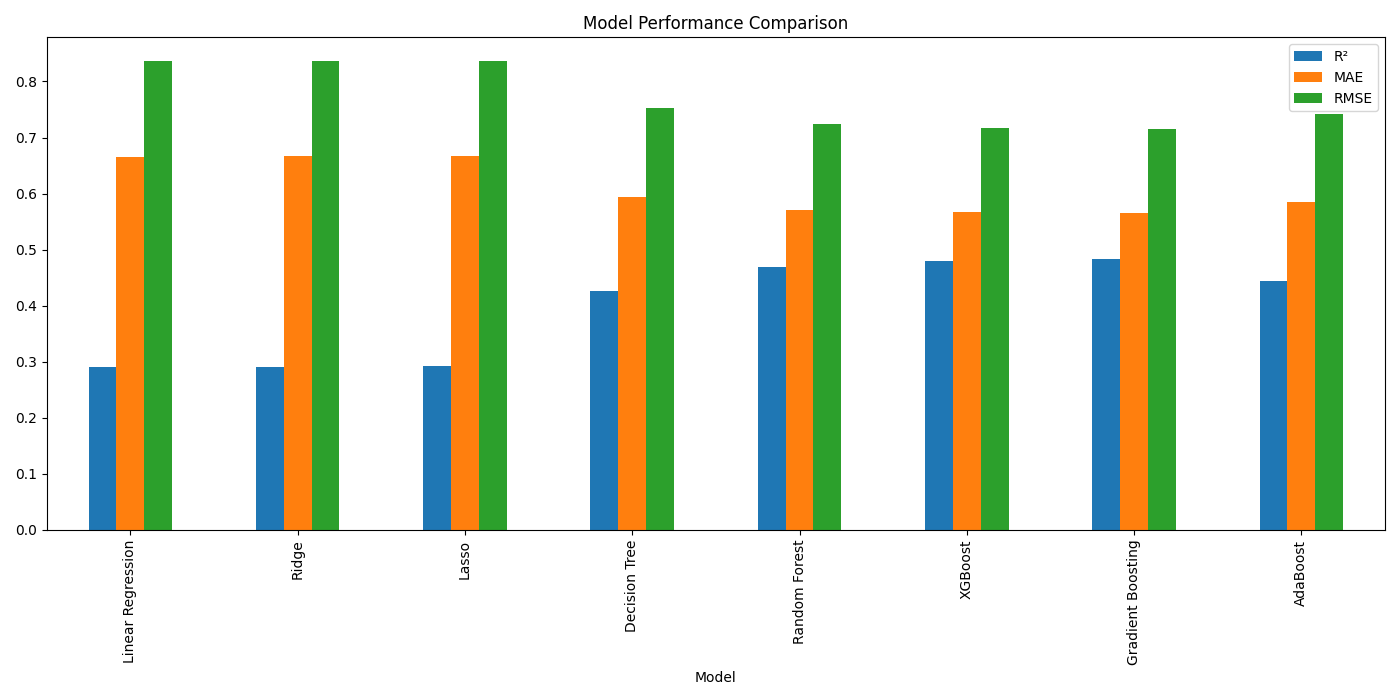 Model Performance Comparison
R²
MAE
RMSE
0.8
0.7
0.6
0.5
0.4
0.3
0.2
0.1
0.0
Linear Regression
Ridge
Lasso
Decision Tree
Random Forest
XGBoost
Gradient Boosting
AdaBoost
Model